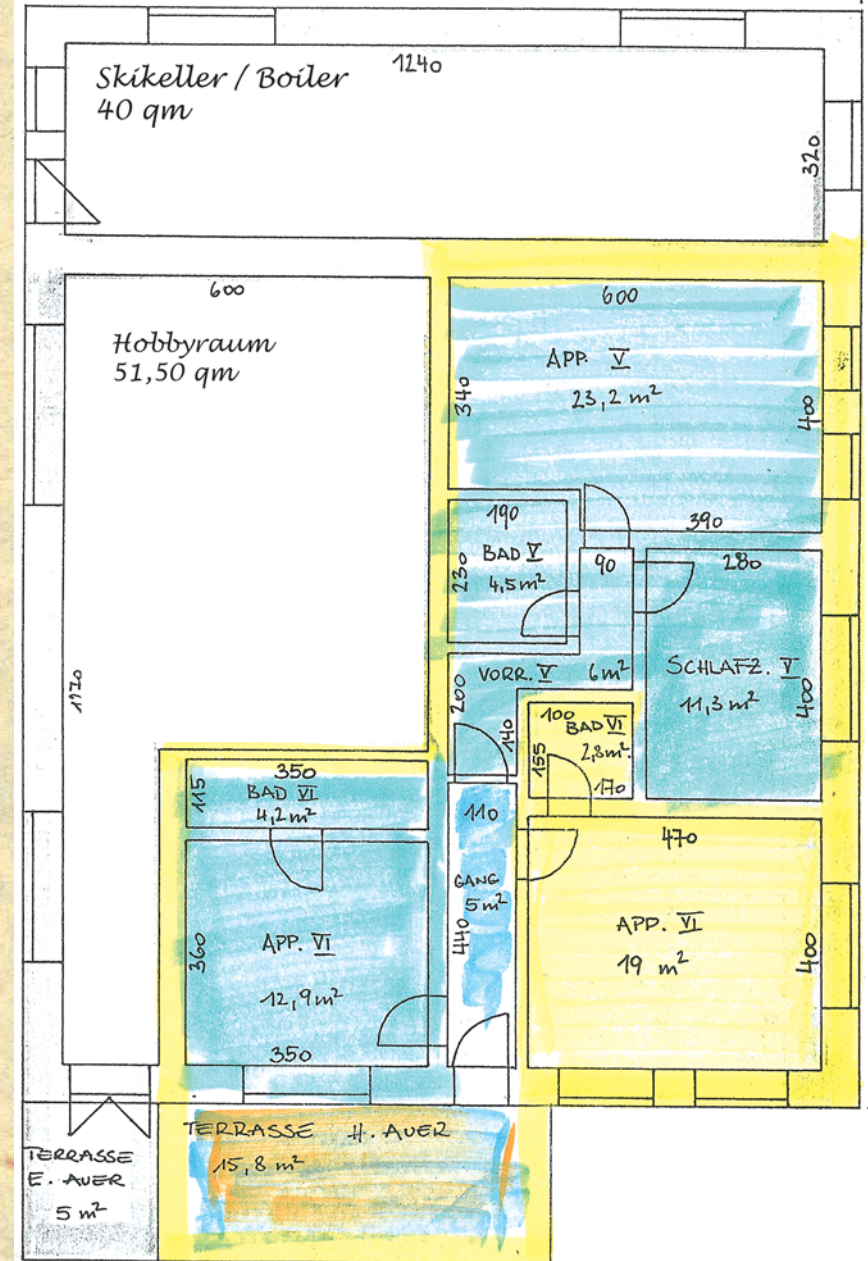 Skikeller / Boiler
40 qm
1240
320
600
Hobbyraum
51,50 qm
1270
600
APP. V
23,2 m²
340
400
390
190
BAD V
4,5 m²
230
90
280
VORR. V 6 m²
200
140
SCHLAFZ. V
11,3 m²
400
100
BAD VI
2,8 m²
155
170
350
BAD VI
4,2 m²
115
110
GANG
5 m²
440
470
APP. VI
12,9 m²
360
350
APP. VI
19 m²
400
TERRASSE H. AUER
15,8 m²
TERRASSE
E. AUER
5 m²